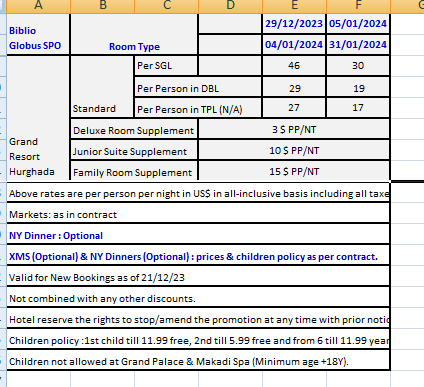 A B C D E F G
Biblio
Globus SPO
Room Type
29/12/2023 05/01/2024
04/01/2024 31/01/2024
Grand
Resort
Hurghada
Standard
Per SGL 46 30
Per Person in DBL 29 19
Per Person in TPL (N/A) 27 17
Deluxe Room Supplement 3 $ PP/NT
Junior Suite Supplement 10 $ PP/NT
Family Room Supplement 15 $ PP/NT
Above rates are per person per night in US$ in all-inclusive basis including all taxe
Markets: as in contract
NY Dinner : Optional
XMS (Optional) & NY Dinners (Optional) : prices & children policy as per contract.
Valid for New Bookings as of 21/12/23
Not combined with any other discounts.
Hotel reserve the rights to stop/amend the promotion at any time with prior notic
Children policy :1st child till 11.99 free, 2nd till 5.99 free and from 6 till 11.99 year
Children not allowed at Grand Palace & Makadi Spa (Minimum age +18Y).